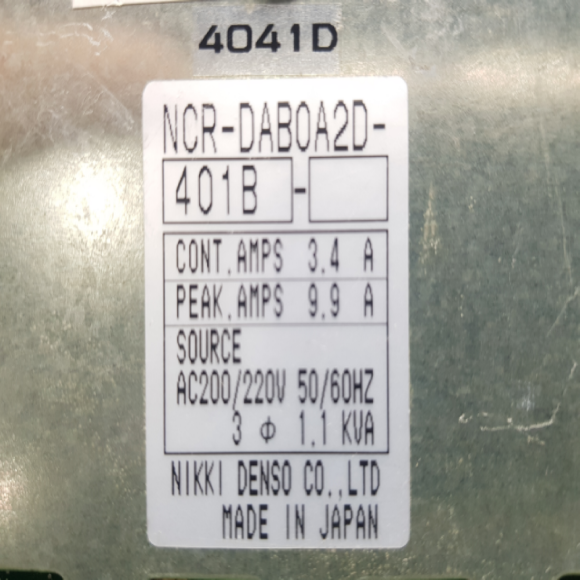 4041D
NCR-DAB0A2D-
401B -
CONT.AMPS 3.4 A
PEAK.AMPS 9.9 A
SOURCE
AC200/220V 50/60HZ
3 φ 1.1 KVA
NIKKI DENSO CO.,LTD
MADE IN JAPAN